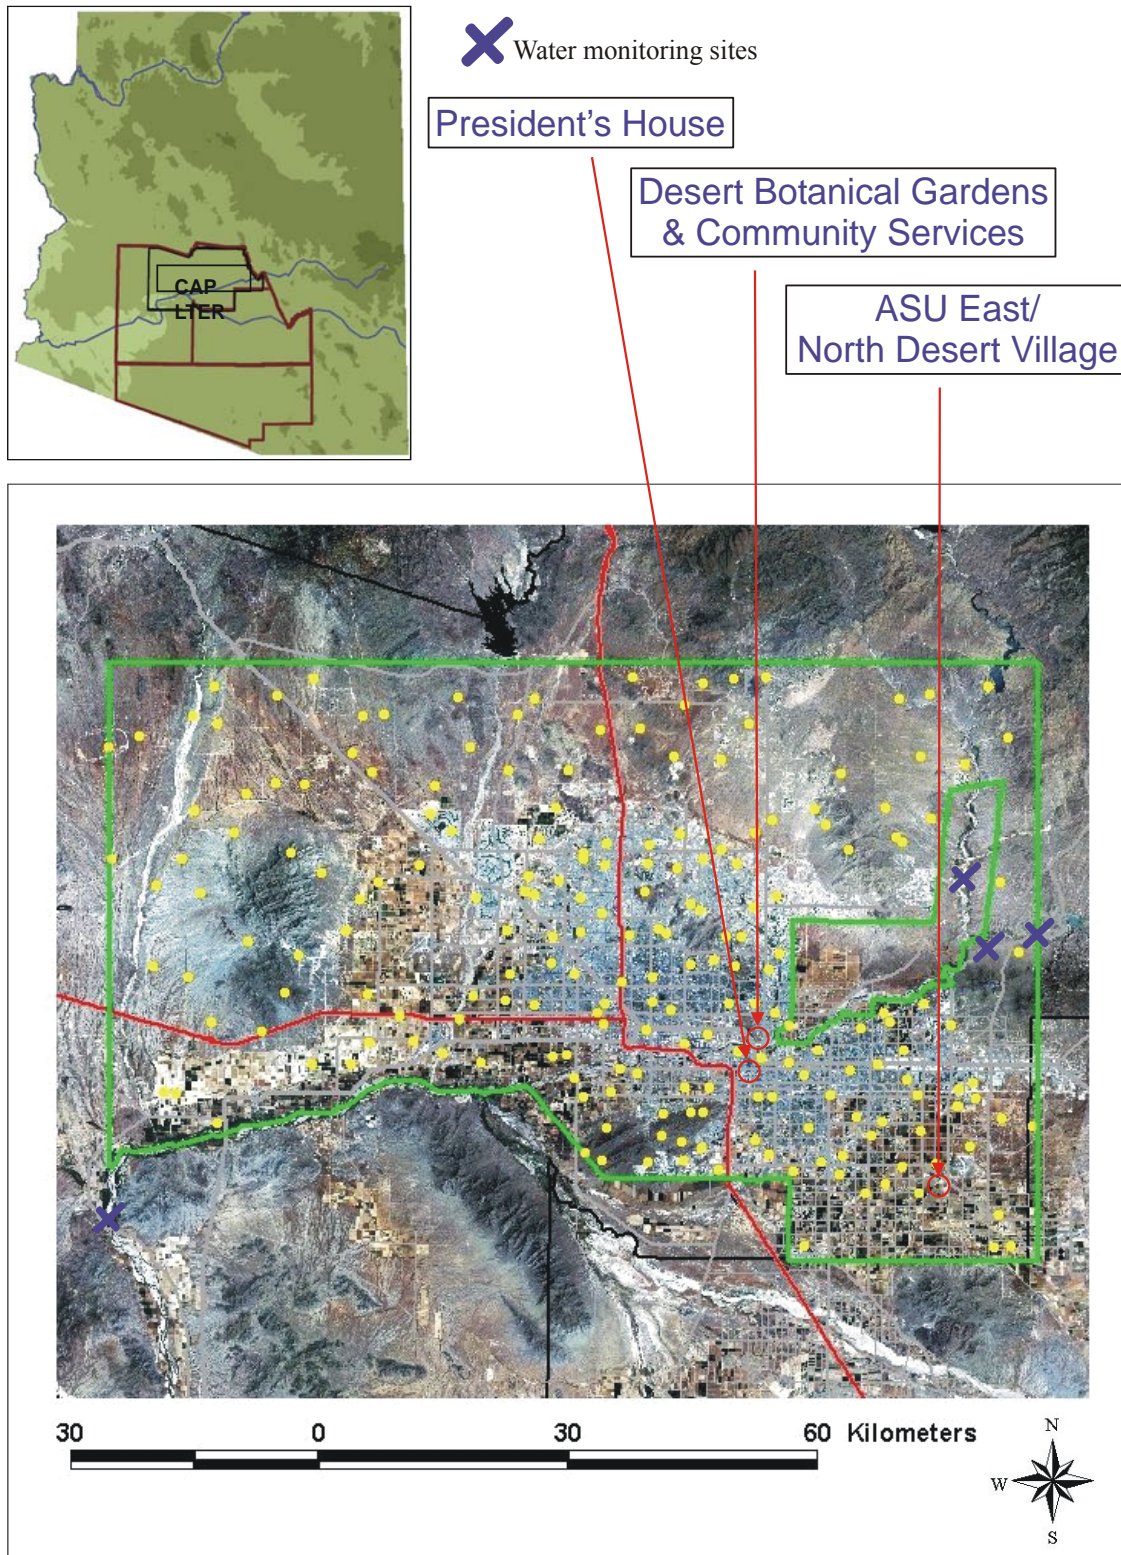 Water monitoring sites
President's House
Desert Botanical Gardens
& Community Services
ASU East/
North Desert Village
CAP
LTER
30 0 30 60 Kilometers
N
W
S